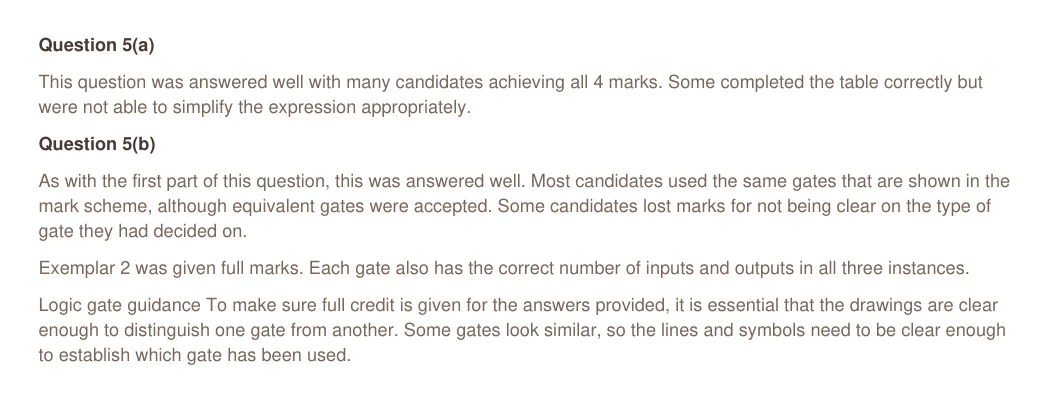 Question 5(a)
This question was answered well with many candidates achieving all 4 marks. Some completed the table correctly but
were not able to simplify the expression appropriately.
Question 5(b)
As with the first part of this question, this was answered well. Most candidates used the same gates that are shown in the
mark scheme, although equivalent gates were accepted. Some candidates lost marks for not being clear on the type of
gate they had decided on.
Exemplar 2 was given full marks. Each gate also has the correct number of inputs and outputs in all three instances.
Logic gate guidance To make sure full credit is given for the answers provided, it is essential that the drawings are clear
enough to distinguish one gate from another. Some gates look similar, so the lines and symbols need to be clear enough
to establish which gate has been used.